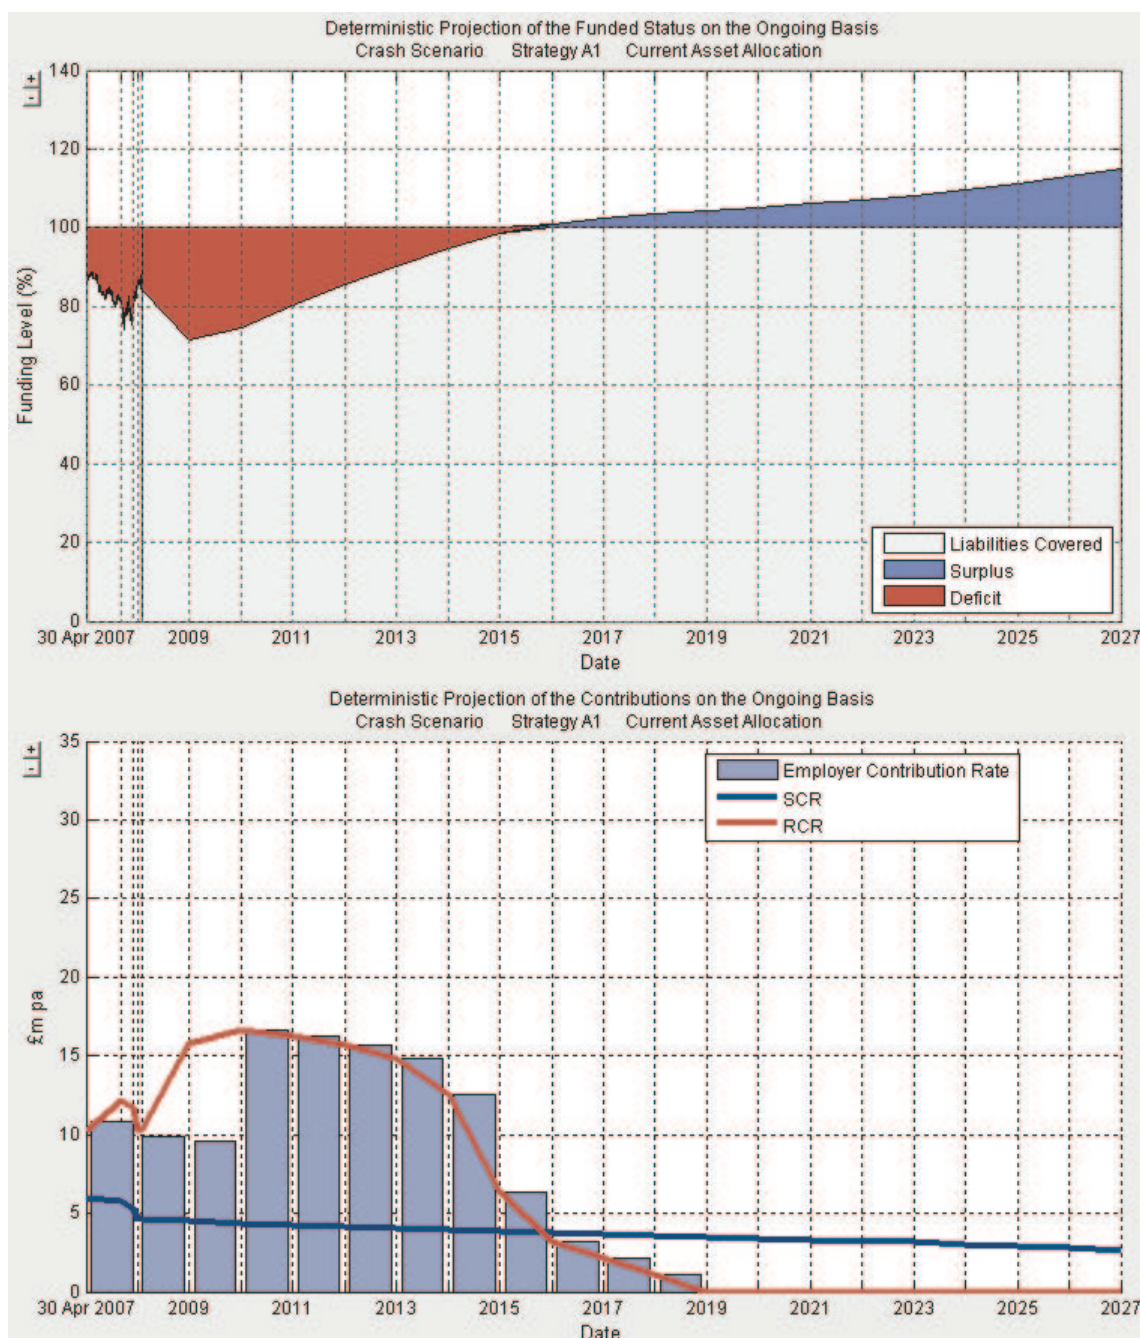 Deterministic Projection of the Funded Status on the Ongoing Basis
Crash Scenario Strategy A1 Current Asset Allocation
- +
140
120
100
80
60
40
20
0
Funding Level (%)
Liabilities Covered
Surplus
Deficit
30 Apr 2007 2009 2011 2013 2015 2017 2019 2021 2023 2025 2027
Date
Deterministic Projection of the Contributions on the Ongoing Basis
Crash Scenario Strategy A1 Current Asset Allocation
- +
35
30
25
20
15
10
5
0
£m pa
Employer Contribution Rate
SCR
RCR
30 Apr 2007 2009 2011 2013 2015 2017 2019 2021 2023 2025 2027
Date